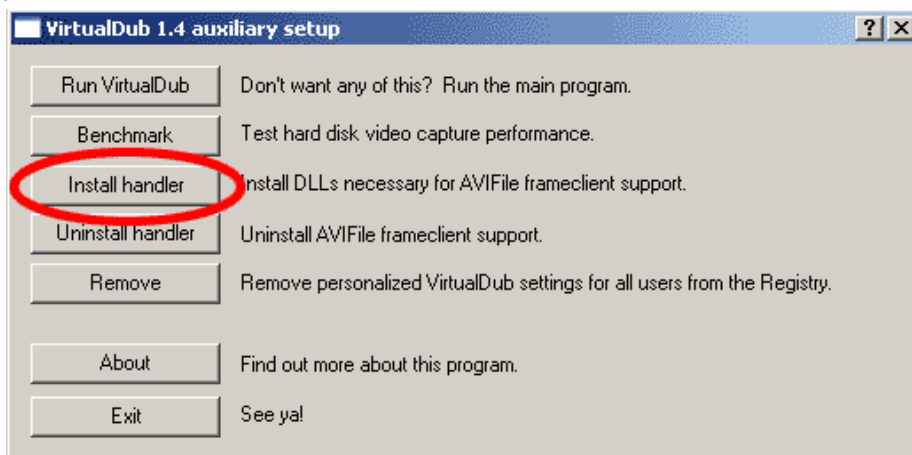 VirtualDub 1.4 auxiliary setup
Run VirtualDub Don't want any of this? Run the main program.
Benchmark Test hard disk video capture performance.
Install handler Install DLLs necessary for AVIFile frameclient support.
Uninstall handler Uninstall AVIFile frameclient support.
Remove Remove personalized VirtualDub settings for all users from the Registry.
About Find out more about this program.
Exit See ya!